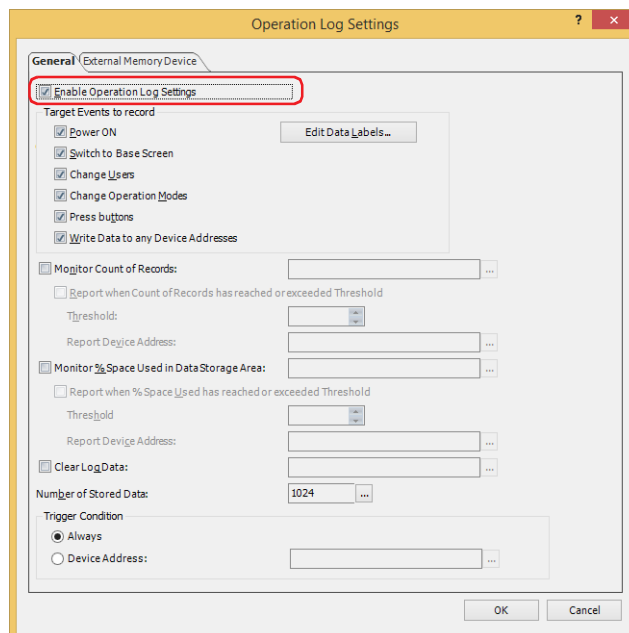 Operation Log Settings
?
×
General
External Memory Device
Enable Operation Log Settings
Target Events to record
Power ON
Edit Data Labels...
Switch to Base Screen
Change Users
Change Operation Modes
Press buttons
Write Data to any Device Addresses
Monitor Count of Records:
...
Report when Count of Records has reached or exceeded Threshold
Threshold:
Report Device Address:
...
Monitor % Space Used in Data Storage Area:
...
Report when % Space Used has reached or exceeded Threshold
Threshold
Report Device Address:
...
Clear Log Data:
...
Number of Stored Data:
1024
...
Trigger Condition
Always
Device Address:
...
OK
Cancel